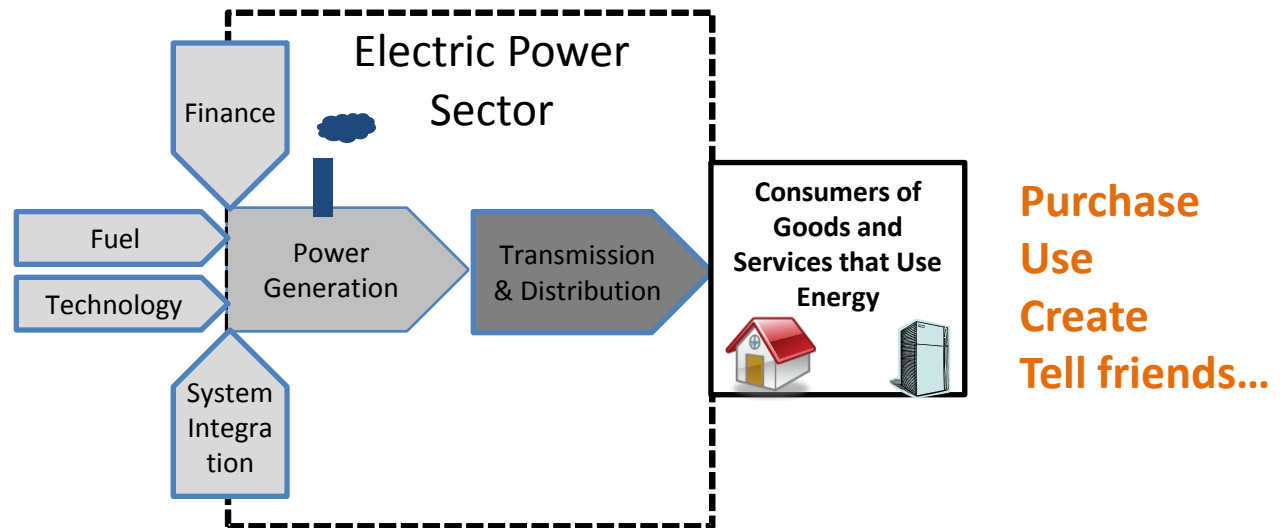 Electric Power
Sector
Finance
Fuel
Technology
System
Integra
tion
Power
Generation
Transmission
& Distribution
Consumers of
Goods and
Services that Use
Energy
Purchase
Use
Create
Tell friends…